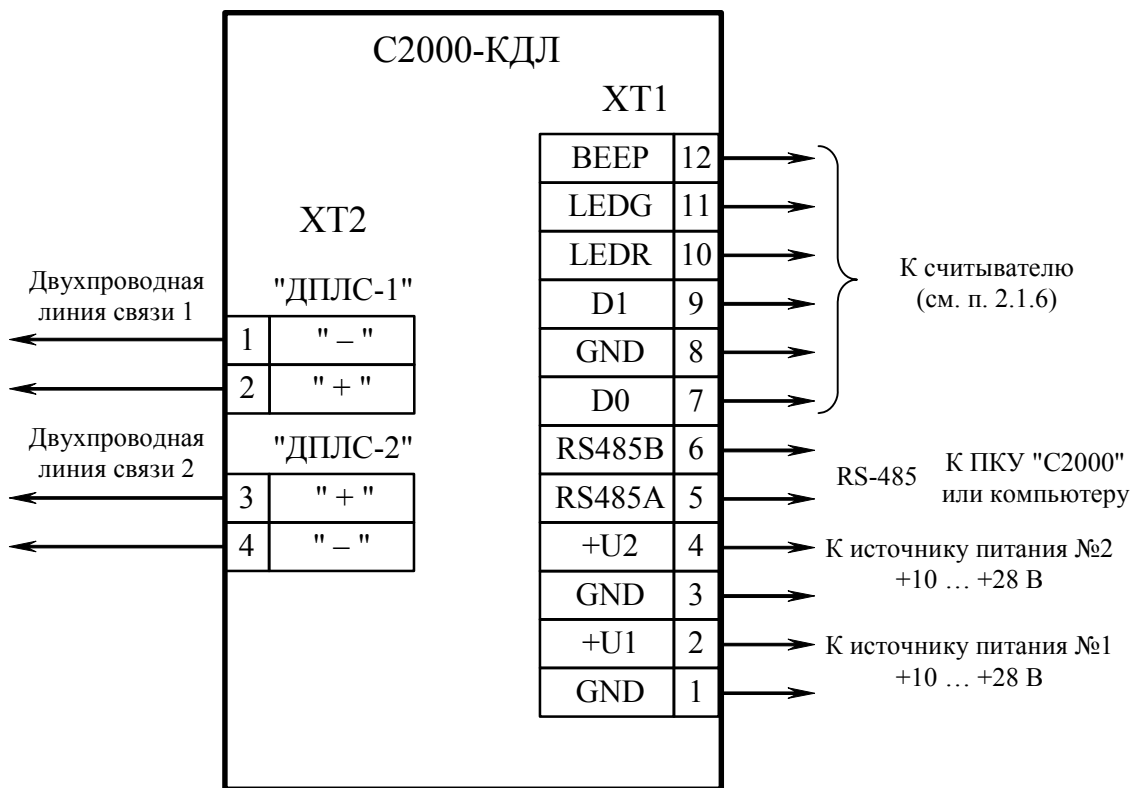 С2000-КДЛ
XT1
BEEP 12
LEDG 11
LEDR 10
D1 9
GND 8
D0 7
RS485B 6
RS485A 5
+U2 4
GND 3
+U1 2
GND 1
XT2
"ДПЛС-1"
1 " – "
2 " + "
"ДПЛС-2"
3 " + "
4 " – "
Двухпроводная
линия связи 1
Двухпроводная
линия связи 2
К считывателю
(см. п. 2.1.6)
RS-485
К ПКУ "С2000"
или компьютеру
К источнику питания №2
+10 … +28 В
К источнику питания №1
+10 … +28 В